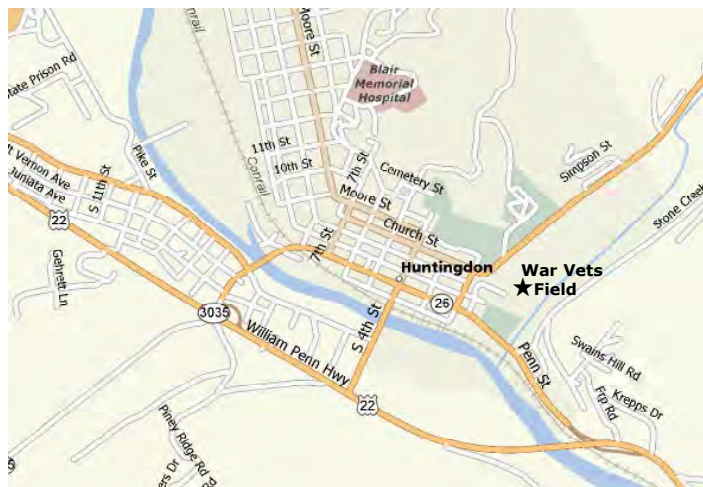 Conrail
Moore St
State Prison Rd
Blair
Memorial
Hospital
11th St
10th St
7th St
Conrail
Pike St
Cemetery St
Simpson St
Vernon Ave
Juniata Ave
S 11th St
Moore St
Church St
Stone Creek
22
Gehrett Ln
7th St
Huntingdon
War Vets
Field
3035
26
S 4th St
William Penn Hwy
Penn St
Swains Hill Rd
Krepps Dr
Frp Rd
22
Piney Ridge Rd